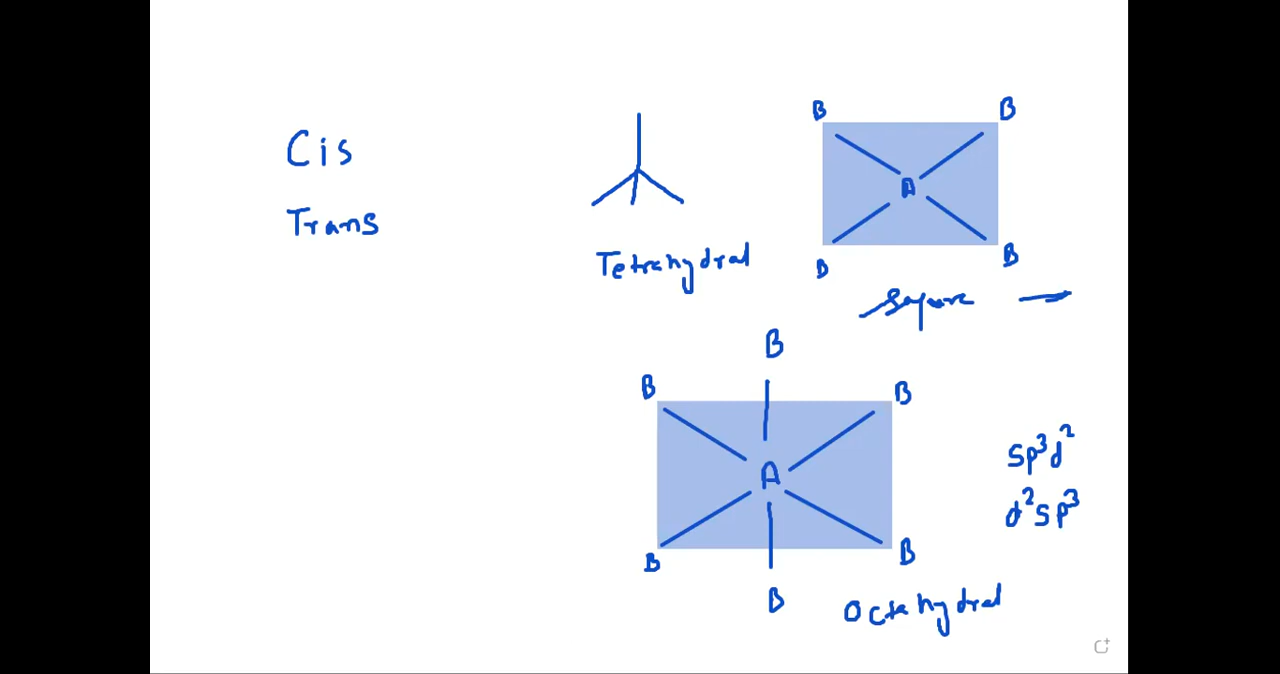 Cis
Trans
Tetrahydral
B B
A
B B
Square
B
B B
A
B B
B
Octahydral
sp³d²
d²sp³